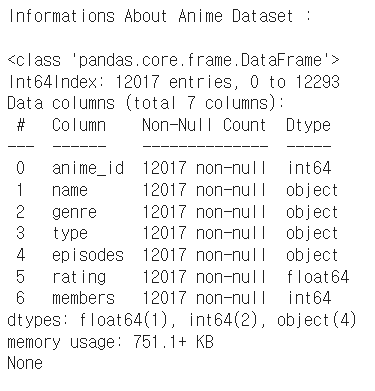 Informations About Anime Dataset :
<class 'pandas.core.frame.DataFrame'>
Int64Index: 12017 entries, 0 to 12293
Data columns (total 7 columns):
 #   Column    Non-Null Count  Dtype
---  ------    --------------  -----
 0   anime_id  12017 non-null  int64
 1   name      12017 non-null  object
 2   genre     12017 non-null  object
 3   type      12017 non-null  object
 4   episodes  12017 non-null  object
 5   rating    12017 non-null  float64
 6   members   12017 non-null  int64
dtypes: float64(1), int64(2), object(4)
memory usage: 751.1+ KB
None